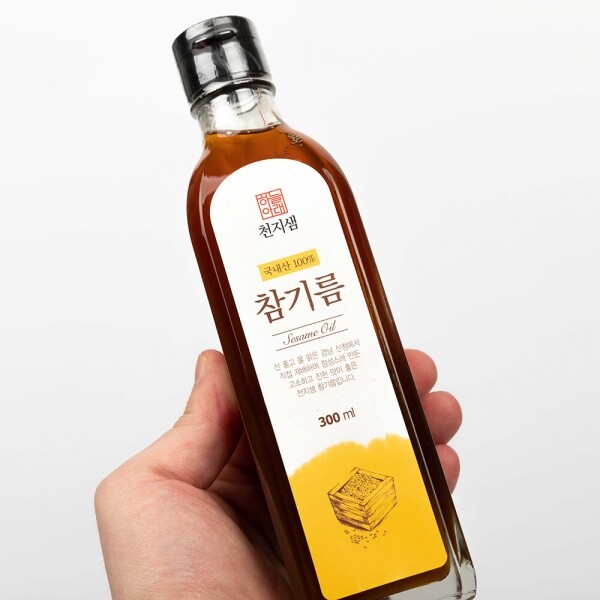 하늘
아래
천지샘
국내산 100%
참기름
Sesame Oil
산 좋고 물 맑은 경남 산청에서
직접 재배하여 정성스레 만든
고소하고 진한 맛이 좋은
천지샘 참기름입니다.
300 ml